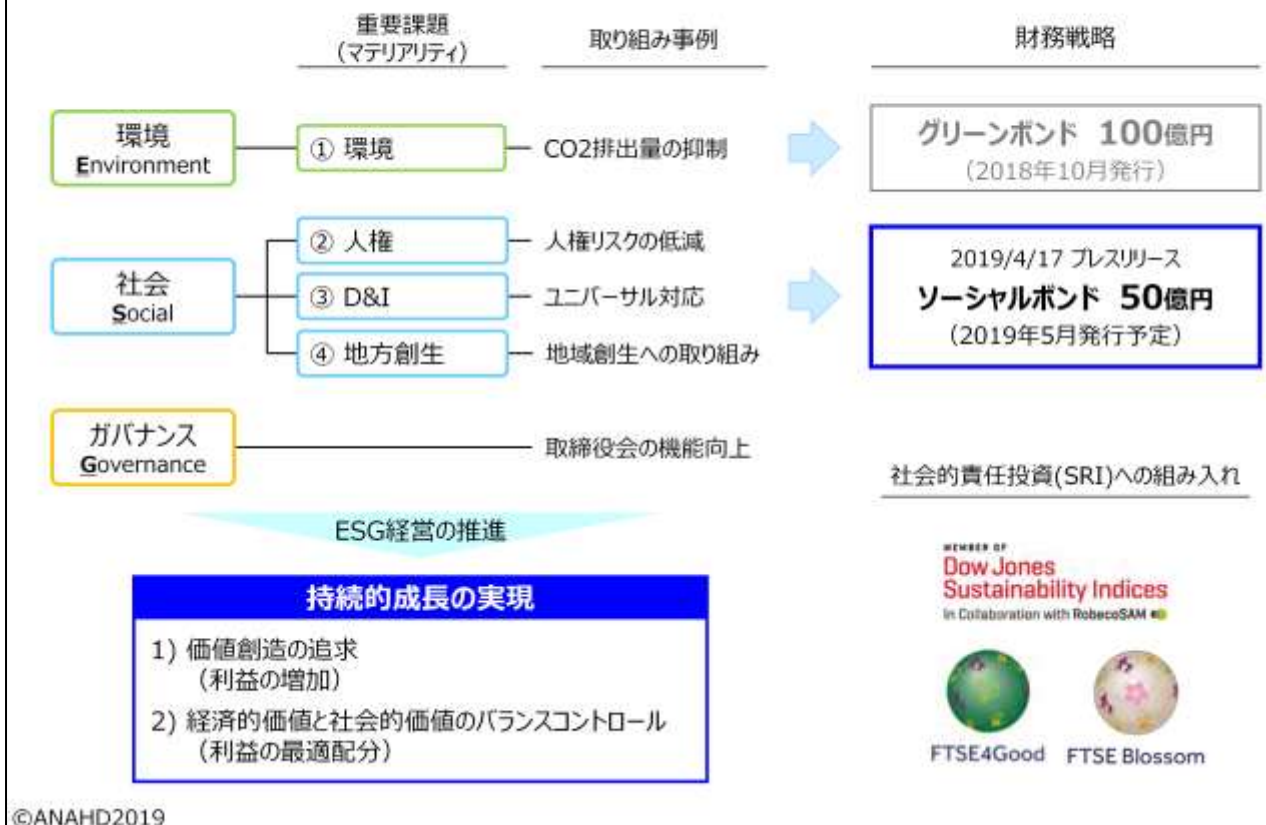 重要課題
(マテリアリティ)
取り組み事例
財務戦略
環境
Environment
① 環境
CO2排出量の抑制
グリーンボンド 100億円
(2018年10月発行)
社会
Social
② 人権
人権リスクの低減
③ D&I
ユニバーサル対応
④ 地方創生
地域創生への取り組み
2019/4/17 プレスリリース
ソーシャルボンド 50億円
(2019年5月発行予定)
ガバナンス
Governance
取締役会の機能向上
ESG経営の推進
持続的成長の実現
1) 価値創造の追求
(利益の増加)
2) 経済的価値と社会的価値のバランスコントロール
(利益の最適配分)
社会的責任投資(SRI)への組み入れ
MEMBER OF
Dow Jones
Sustainability Indices
In Collaboration with RobecoSAM
FTSE4Good
FTSE Blossom
©ANAHD2019